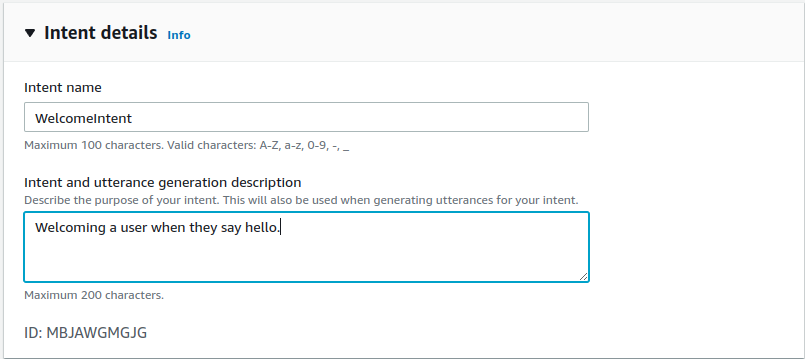 Intent details Info
Intent name
WelcomeIntent
Maximum 100 characters. Valid characters: A-Z, a-z, 0-9, -, _
Intent and utterance generation description
Describe the purpose of your intent. This will also be used when generating utterances for your intent.
Welcoming a user when they say hello.
Maximum 200 characters.
ID: MBJAWGMGJG